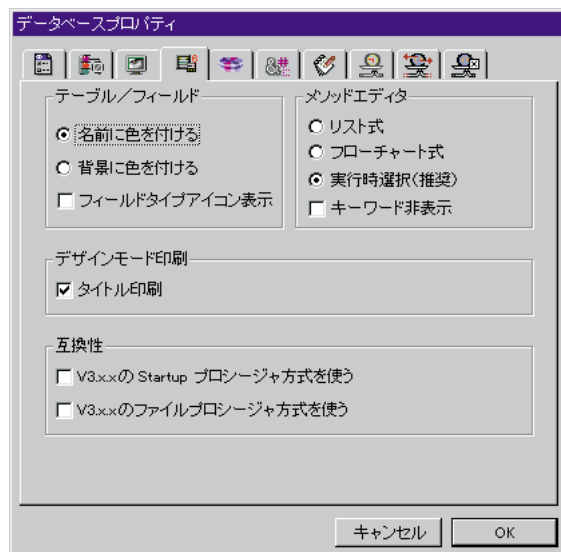 データベースプロパティ
テーブル／フィールド
名前に色を付ける
背景に色を付ける
フィールドタイプアイコン表示
メソッドエディタ
リスト式
フローチャート式
実行時選択(推奨)
キーワード非表示
デザインモード印刷
タイトル印刷
互換性
V3.x.xの Startup プロシージャ方式を使う
V3.x.xのファイルプロシージャ方式を使う
キャンセル
OK